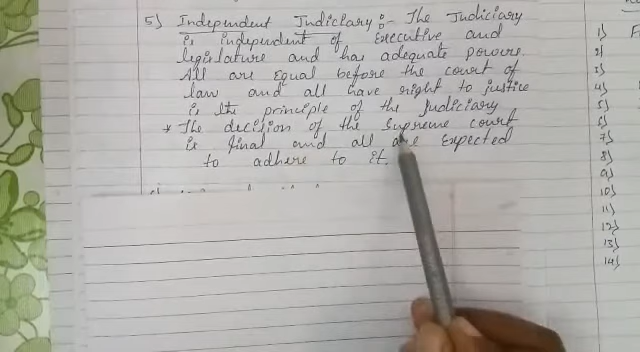 5) Independent Judiciary :- The Judiciary
is independent of Executive and
legislature and has adequate powers.
All are Equal before the court of
law and all have right to justice
is the principle of the Judiciary
* The decision of the Supreme court
is final and all are Expected
to adhere to it.
1) F
2)
3)
4)
5)
6)
7)
8)
9)
10)
11)
12)
13)
14)